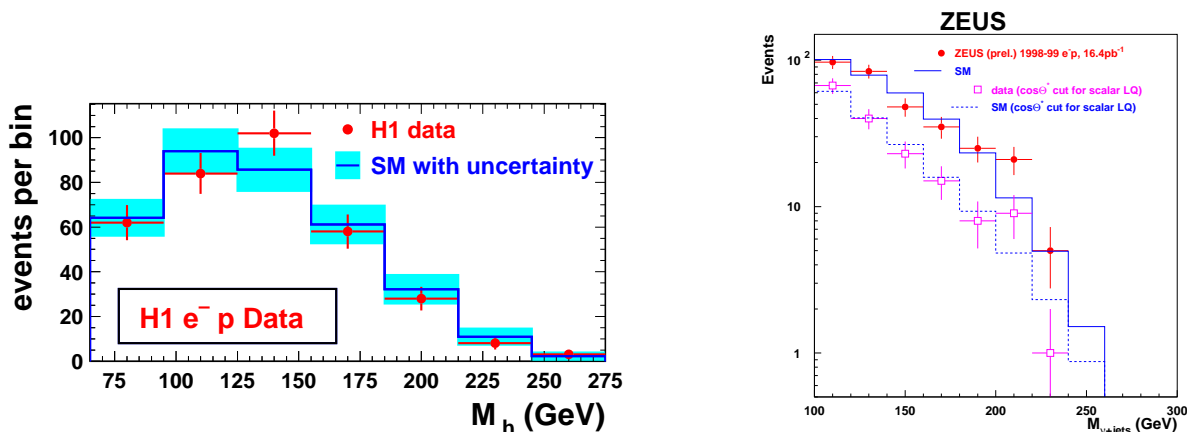 events per bin
100
80
60
40
20
0
H1 data
SM with uncertainty
H1 e⁻ p Data
75 100 125 150 175 200 225 250 275
M_h (GeV)
ZEUS
Events
10²
10
1
ZEUS (prel.) 1998-99 e⁻p, 16.4pb⁻¹
SM
data (cosΘ* cut for scalar LQ)
SM (cosΘ* cut for scalar LQ)
100 150 200 250 300
M_ν+jets (GeV)